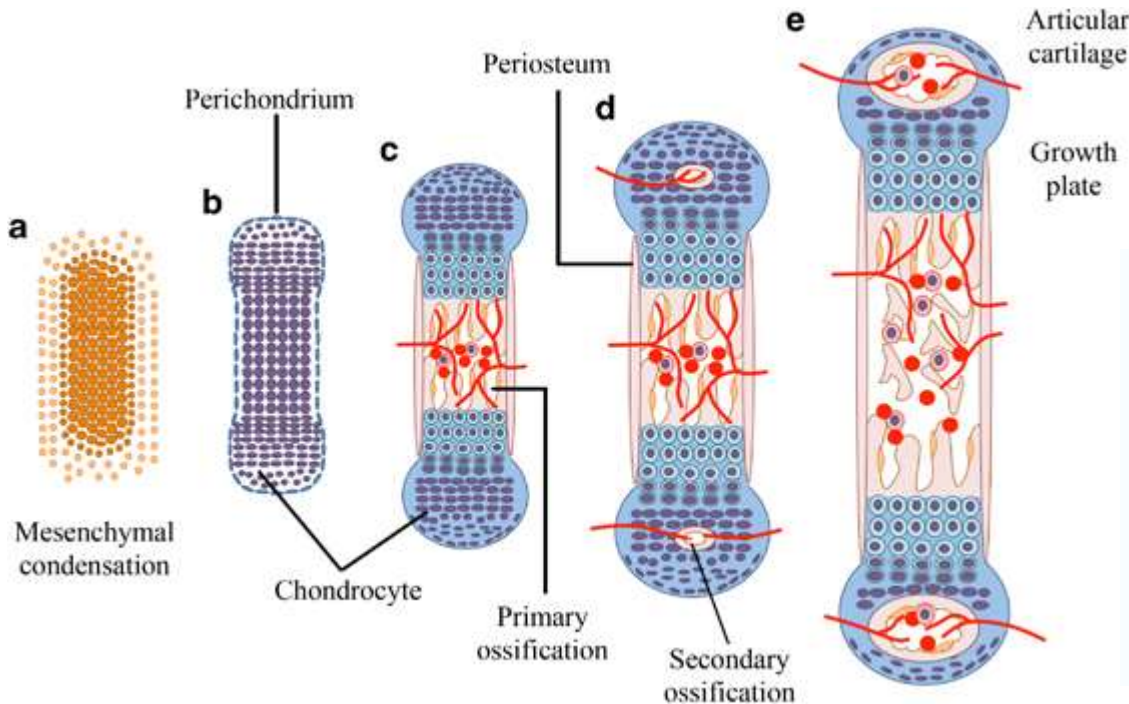 a
Mesenchymal
condensation
b
Perichondrium
Chondrocyte
c
Primary
ossification
Periosteum
d
Secondary
ossification
e
Articular
cartilage
Growth
plate